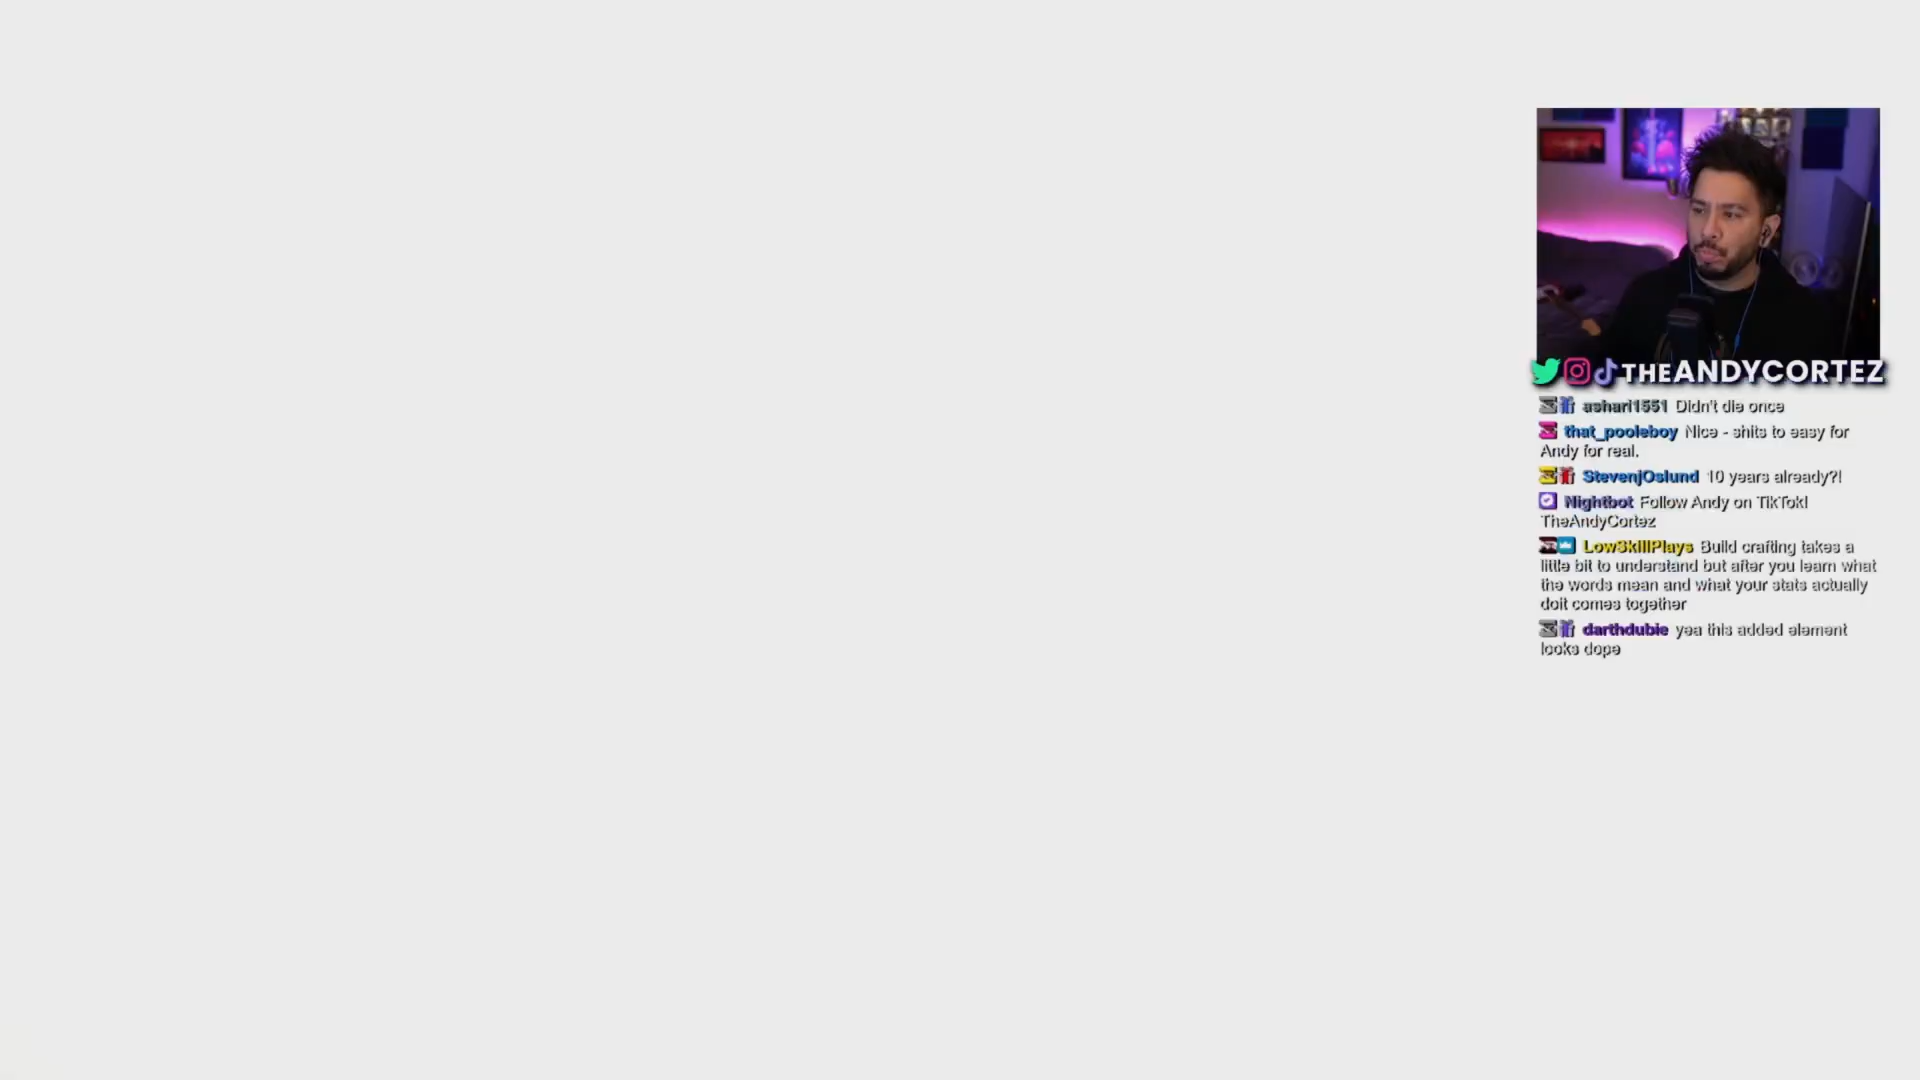 THEANDYCORTEZ
ashari1551 Didn't die once
that_pooleboy Nice - shits to easy for
Andy for real.
StevenjOslund 10 years already?!
Nightbot Follow Andy on TikTok!
TheAndyCortez
LowSkillPlays Build crafting takes a
little bit to understand but after you learn what
the words mean and what your stats actually
doit comes together
darthdubie yea this added element
looks dope